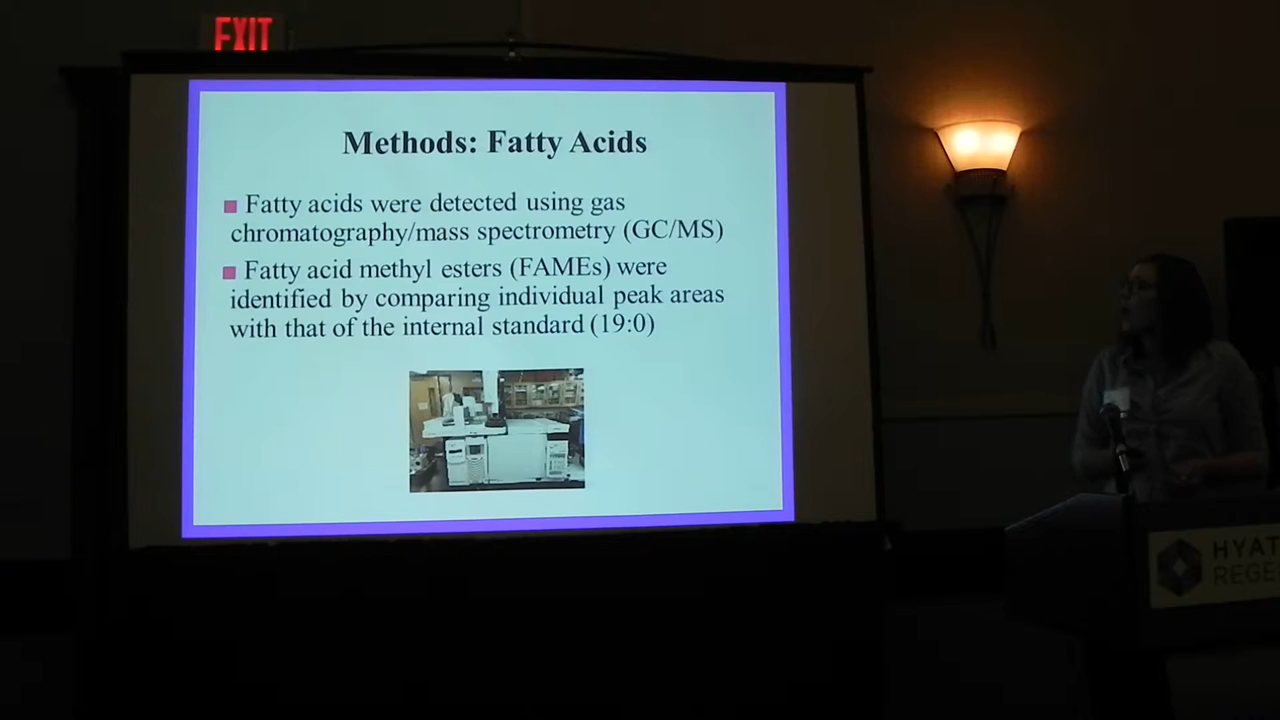 EXIT
Methods: Fatty Acids
Fatty acids were detected using gas
chromatography/mass spectrometry (GC/MS)
Fatty acid methyl esters (FAMEs) were
identified by comparing individual peak areas
with that of the internal standard (19:0)
HYAT
REGE